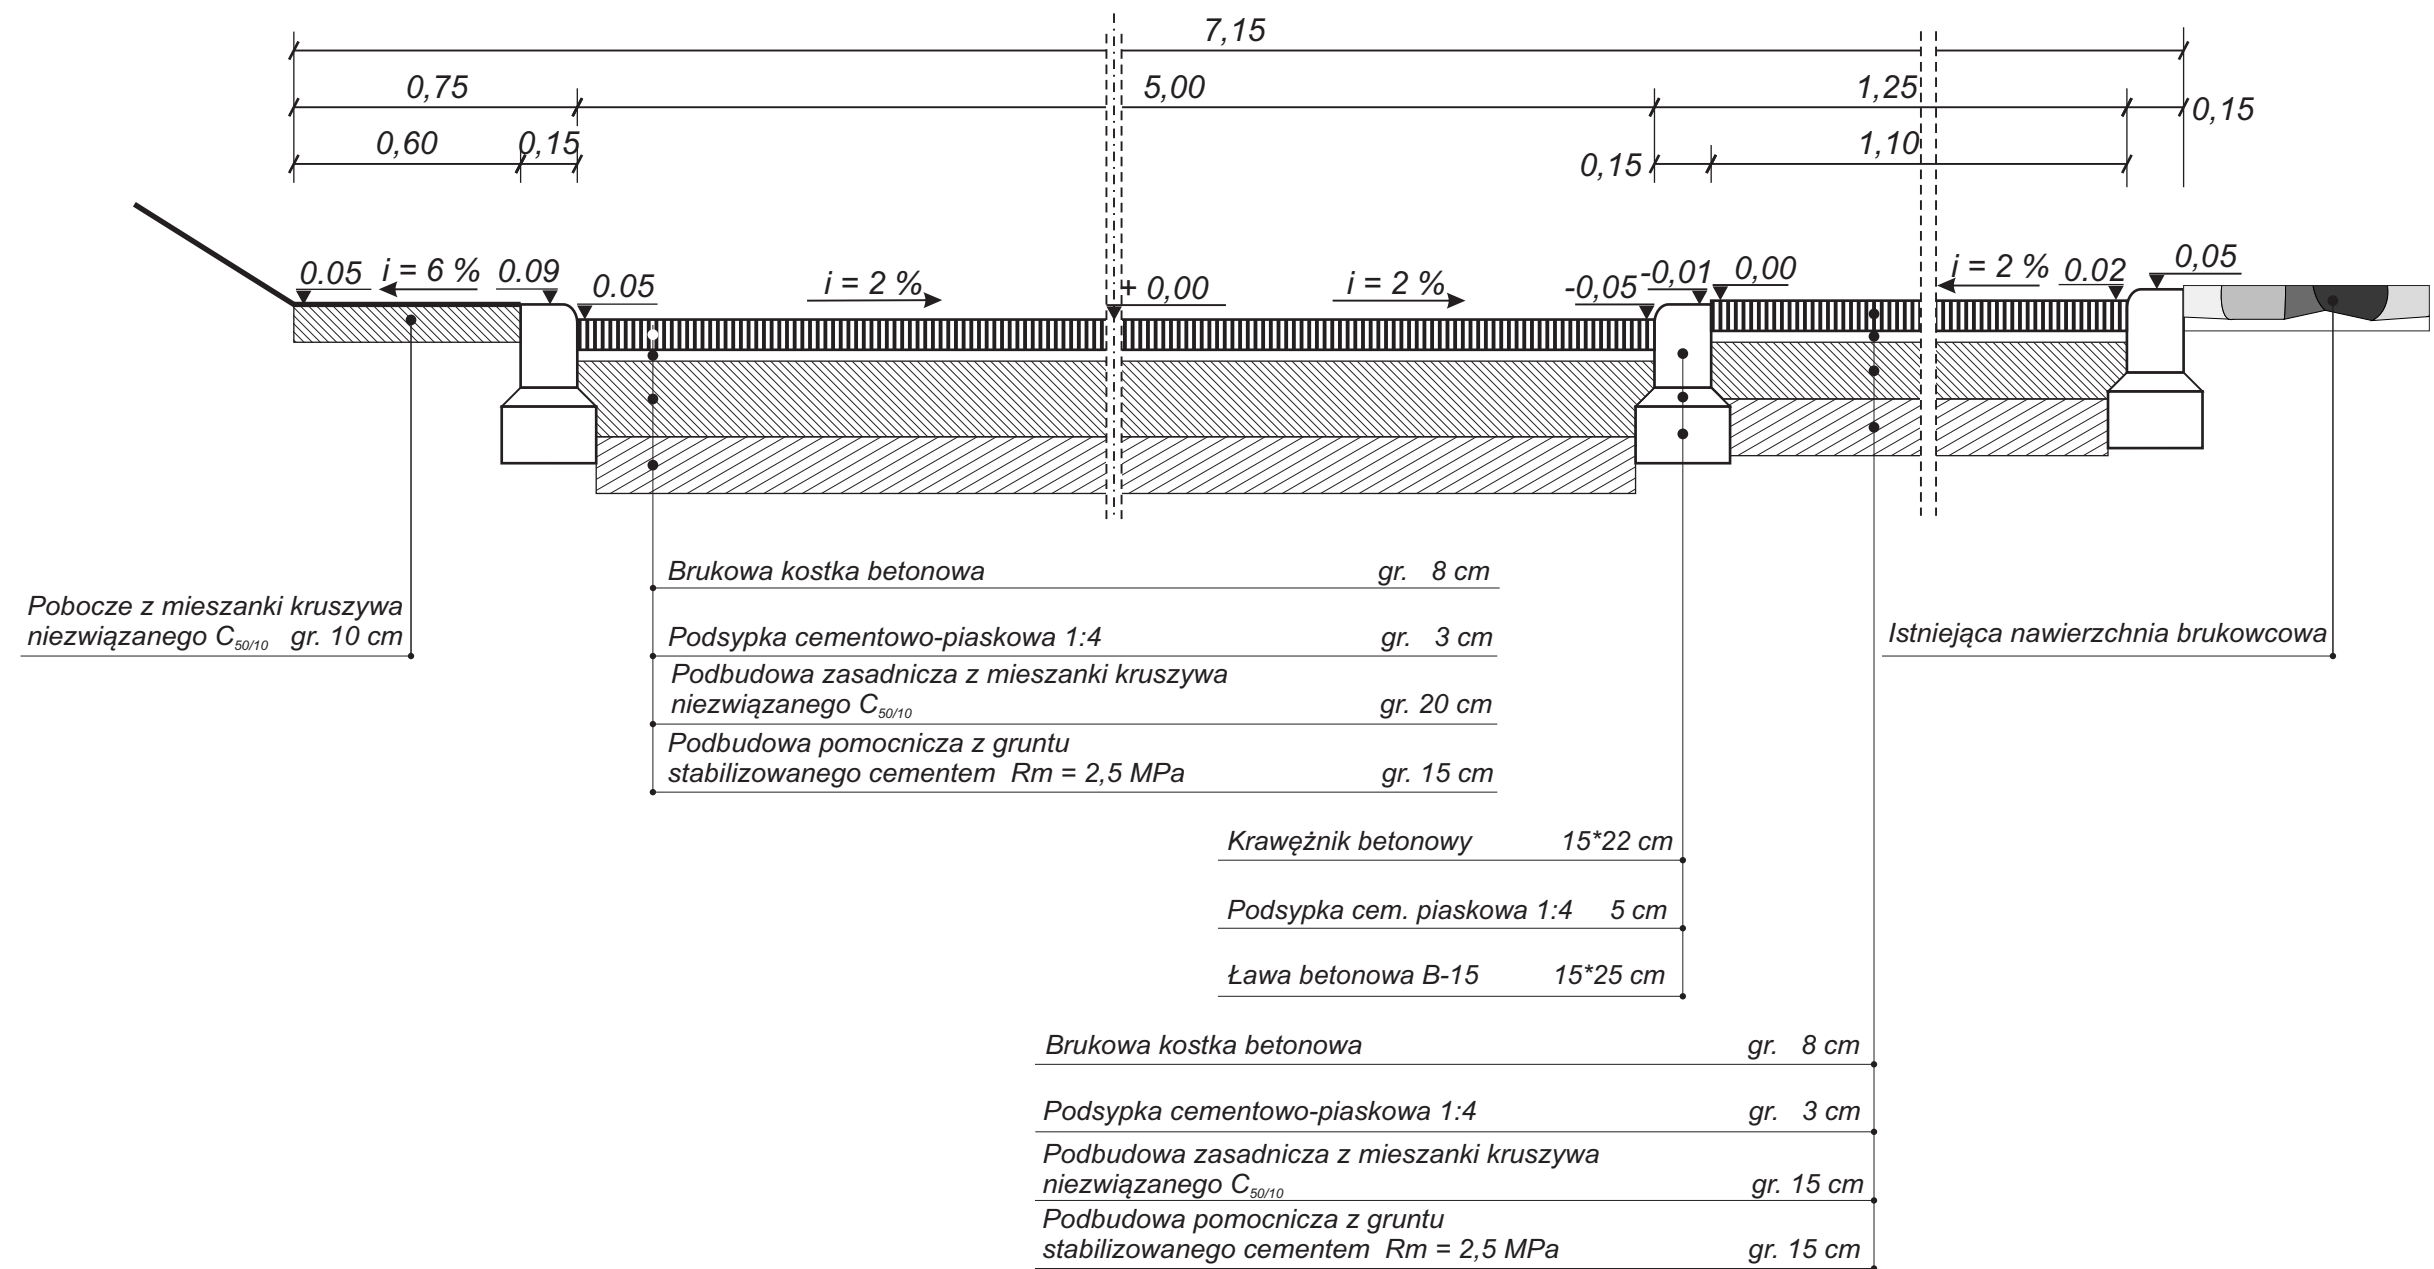 7,15
0,75
5,00
1,25
0,15
0,60
0,15
0,15
1,10
0.05
i = 6 %
0.09
0.05
i = 2 %
+ 0,00
i = 2 %
-0,05
-0,01
0,00
i = 2 %
0.02
0,05
Pobocze z mieszanki kruszywa
niezwiązanego C50/10 gr. 10 cm
Brukowa kostka betonowa gr. 8 cm
Podsypka cementowo-piaskowa 1:4 gr. 3 cm
Podbudowa zasadnicza z mieszanki kruszywa
niezwiązanego C50/10 gr. 20 cm
Podbudowa pomocnicza z gruntu
stabilizowanego cementem Rm = 2,5 MPa gr. 15 cm
Istniejąca nawierzchnia brukowcowa
Krawężnik betonowy 15*22 cm
Podsypka cem. piaskowa 1:4 5 cm
Ława betonowa B-15 15*25 cm
Brukowa kostka betonowa gr. 8 cm
Podsypka cementowo-piaskowa 1:4 gr. 3 cm
Podbudowa zasadnicza z mieszanki kruszywa
niezwiązanego C50/10 gr. 15 cm
Podbudowa pomocnicza z gruntu
stabilizowanego cementem Rm = 2,5 MPa gr. 15 cm